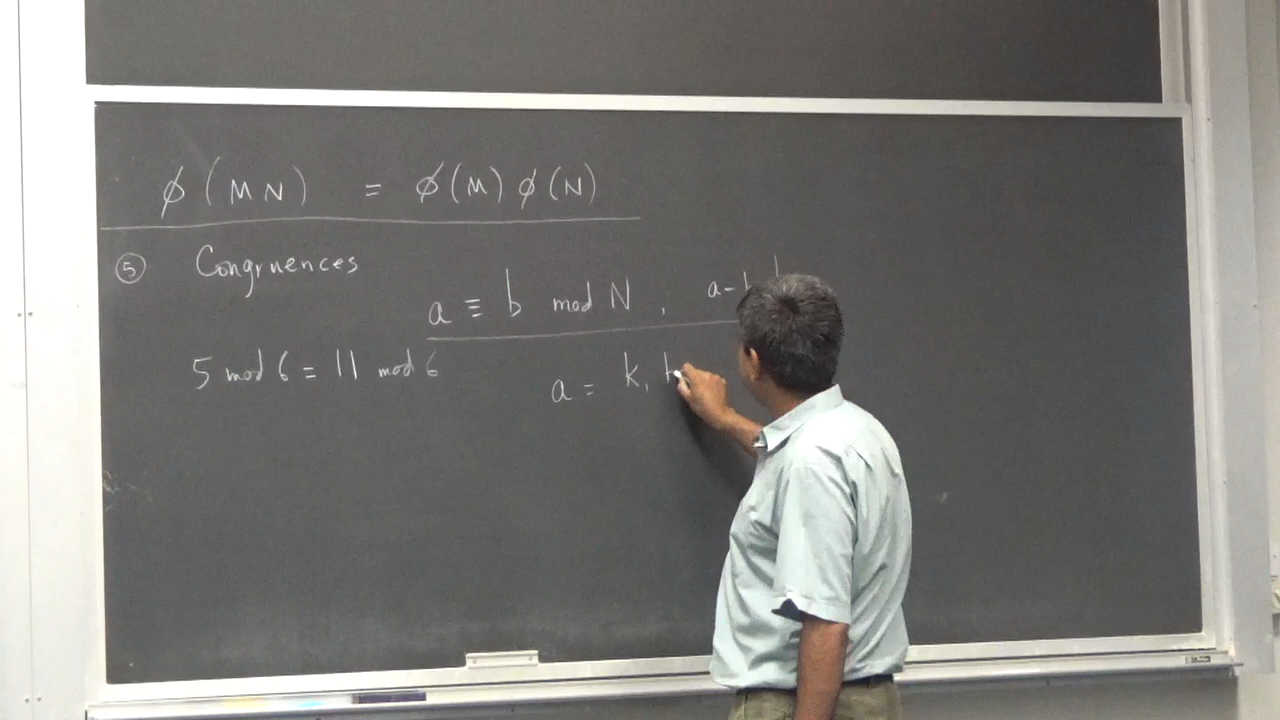 ϕ (MN) = ϕ(M) ϕ(N)
⑤ Congruences
a ≡ b mod N , a-b
5 mod 6 = 11 mod 6
a = k,